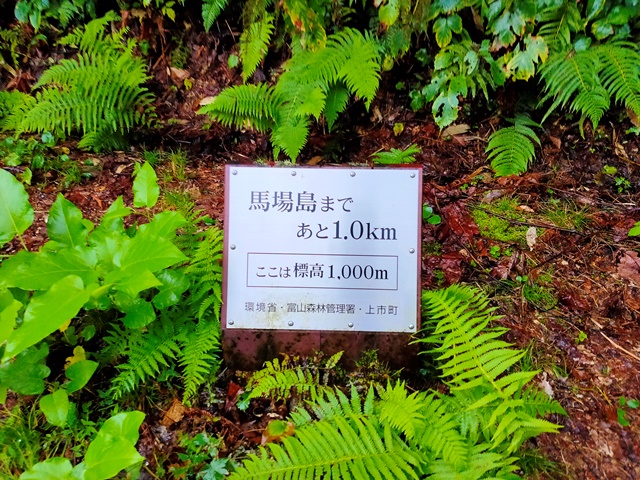 馬場島まで
あと1.0km
ここは標高1,000m
環境省・富山森林管理署・上市町